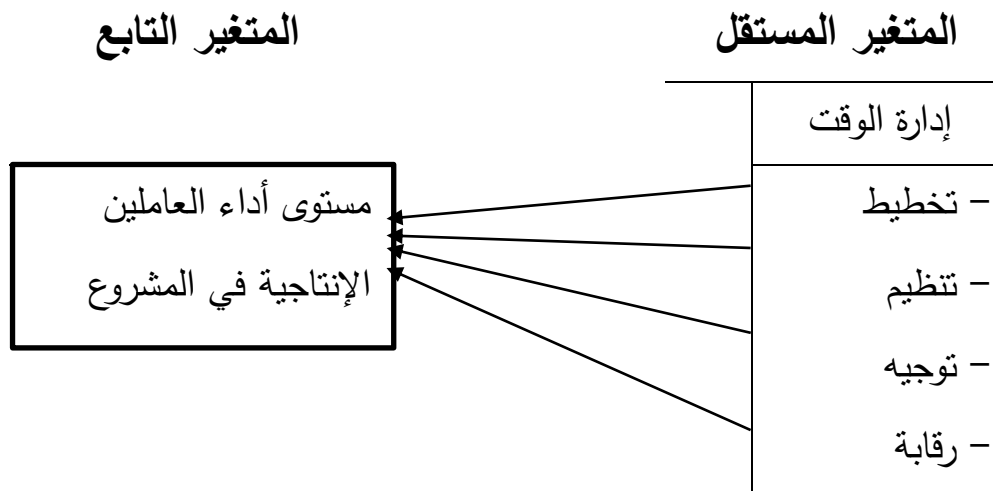 المتغير المستقل
المتغير التابع
إدارة الوقت
- تخطيط
- تنظيم
- توجيه
- رقابة
مستوى أداء العاملين
الإنتاجية في المشروع